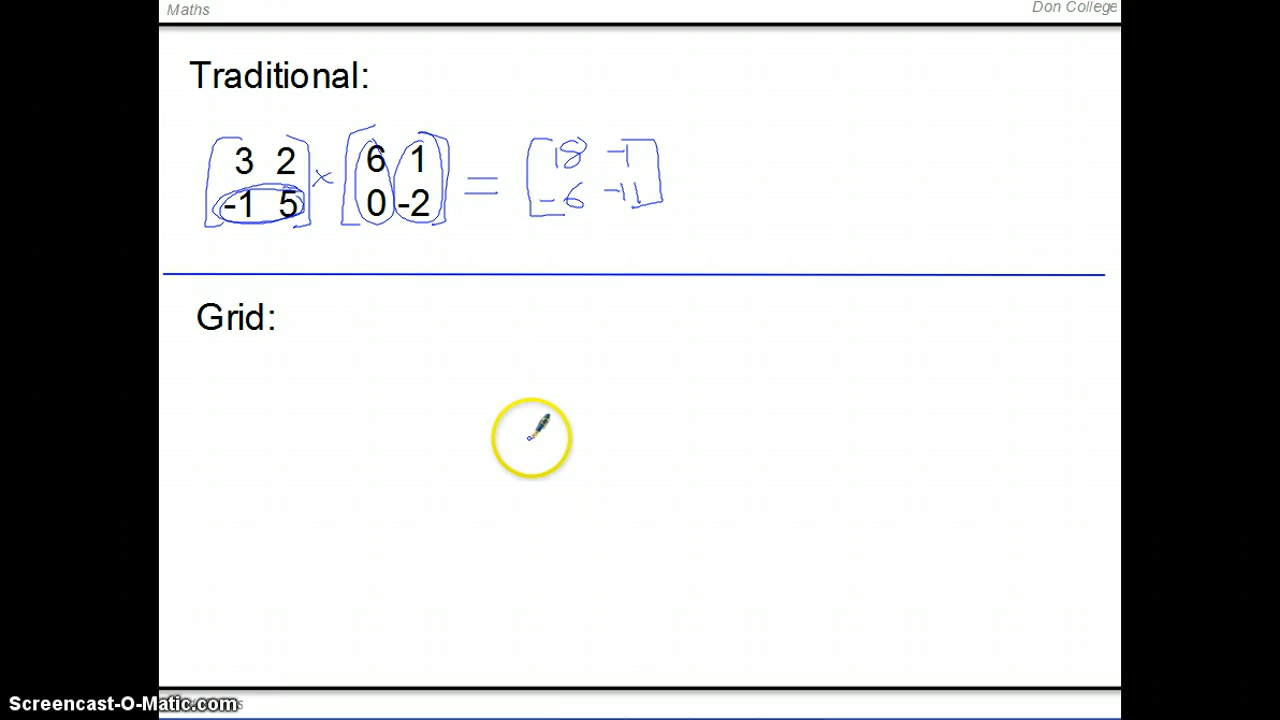 Maths Don College
Traditional:
3 2 × 6 1 = 18 -1
-1 5 0 -2 -6 -11
Grid:
Screencast-O-Matic.com